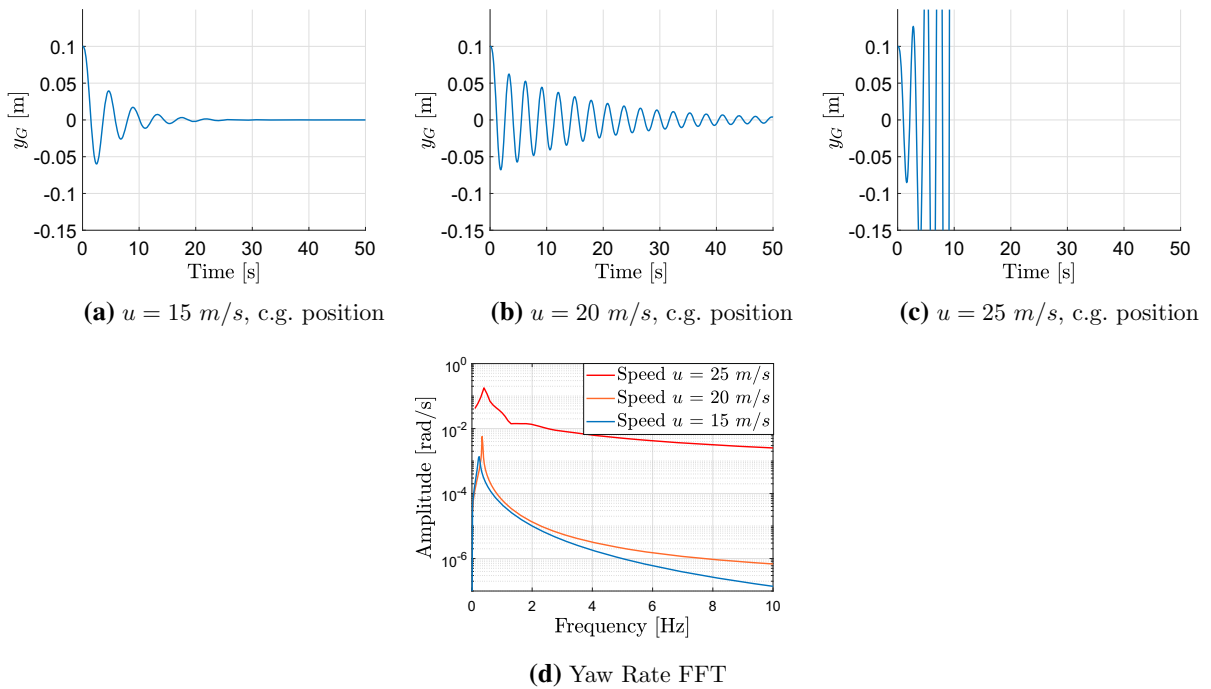 0.1
0.05
0
-0.05
-0.1
-0.15
y_G [m]
0 10 20 30 40 50
Time [s]
(a) u = 15 m/s, c.g. position
0.1
0.05
0
-0.05
-0.1
-0.15
y_G [m]
0 10 20 30 40 50
Time [s]
(b) u = 20 m/s, c.g. position
0.1
0.05
0
-0.05
-0.1
-0.15
y_G [m]
0 10 20 30 40 50
Time [s]
(c) u = 25 m/s, c.g. position
10^0
10^-2
10^-4
10^-6
Amplitude [rad/s]
Speed u = 25 m/s
Speed u = 20 m/s
Speed u = 15 m/s
0 2 4 6 8 10
Frequency [Hz]
(d) Yaw Rate FFT